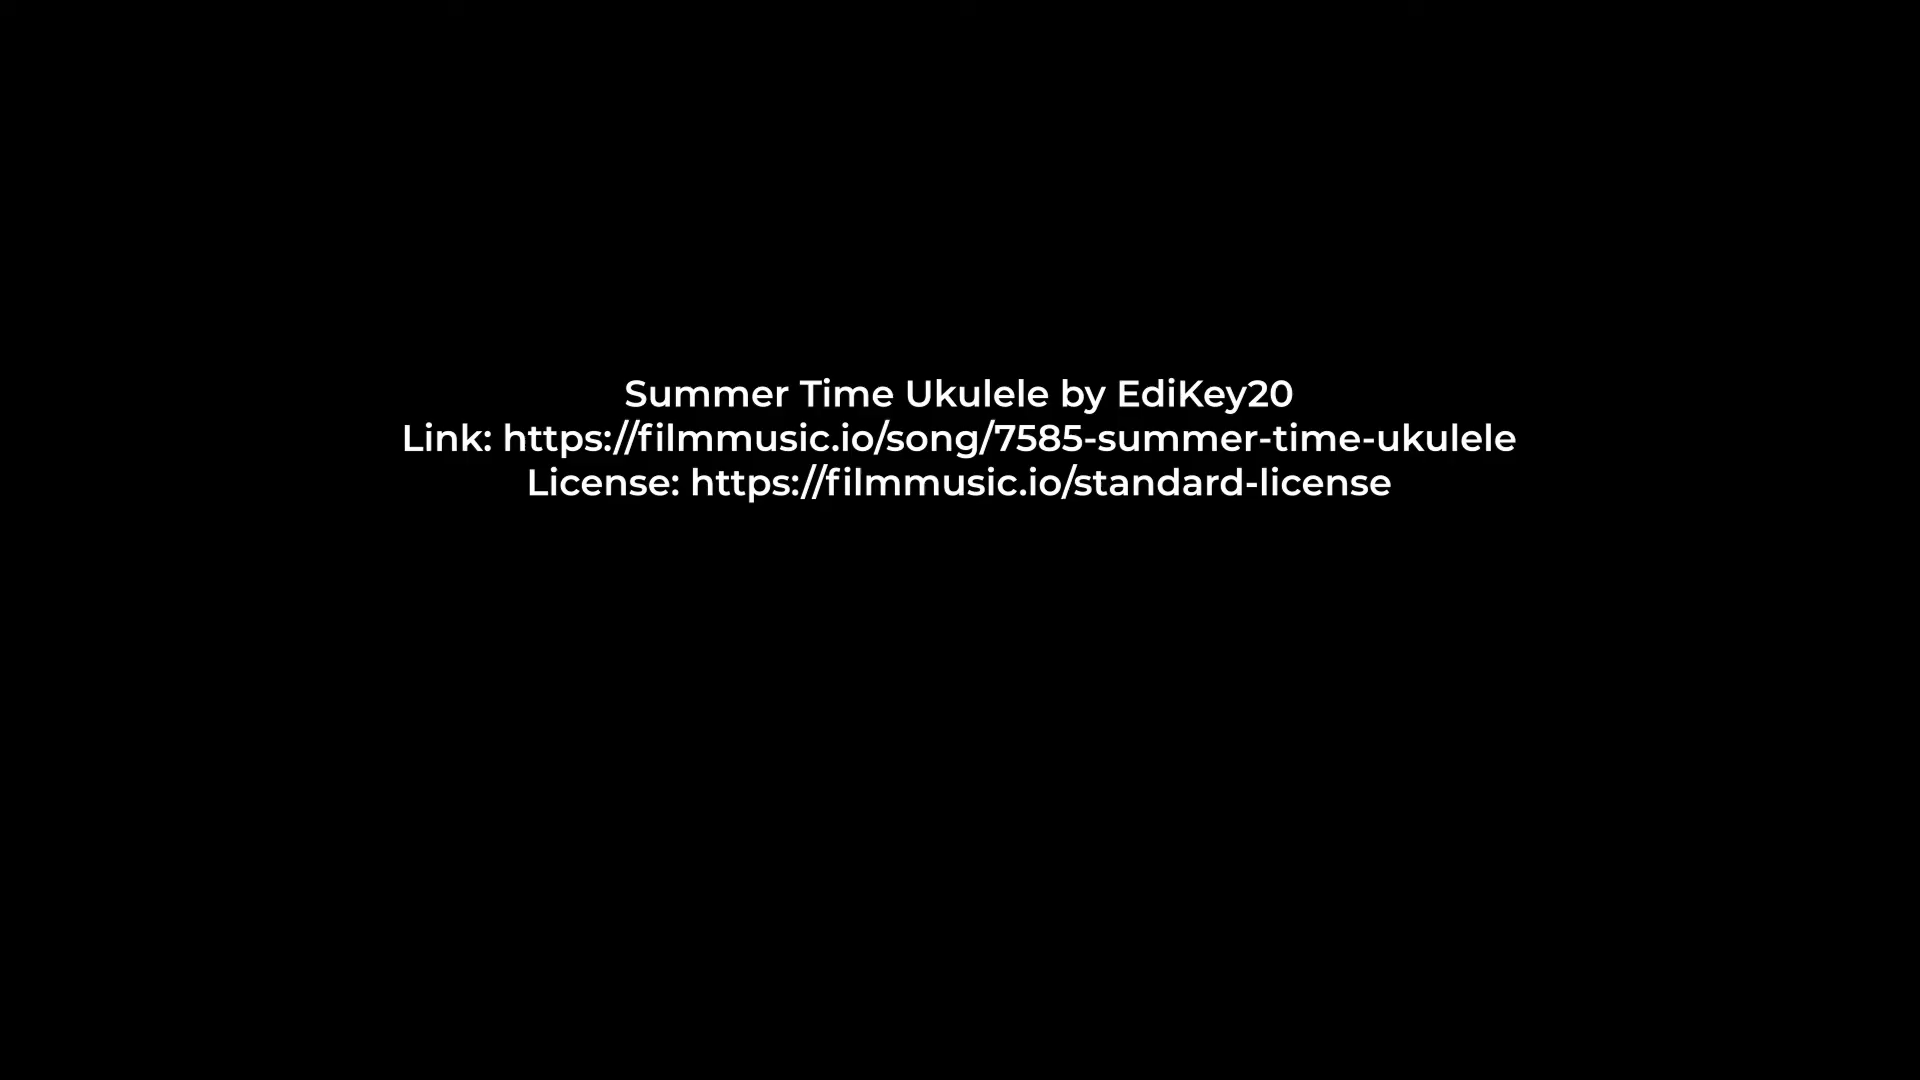 Summer Time Ukulele by EdiKey20
Link: https://filmmusic.io/song/7585-summer-time-ukulele
License: https://filmmusic.io/standard-license